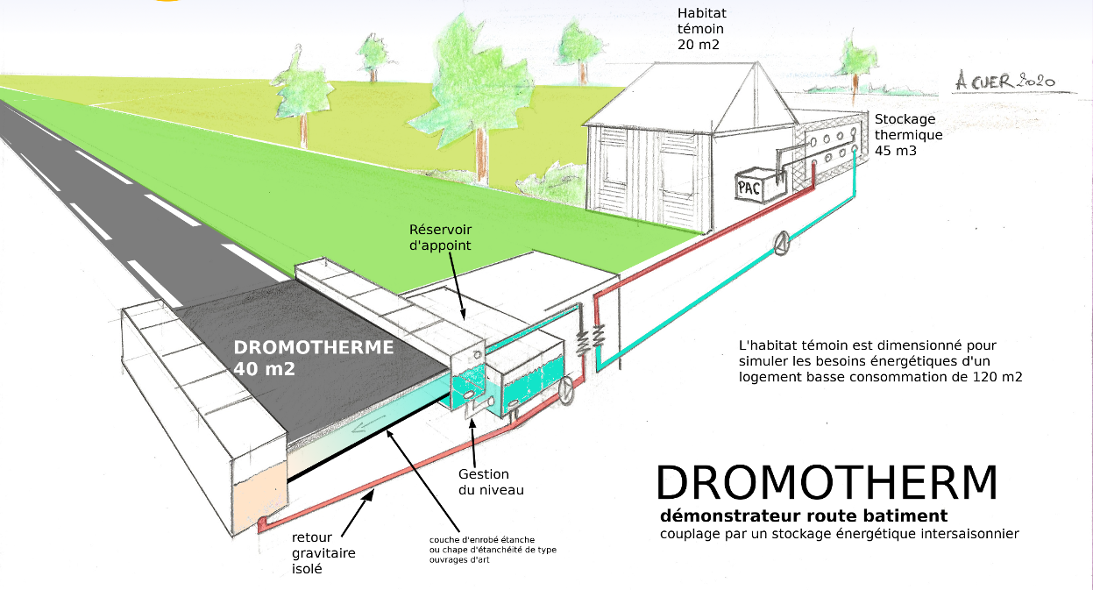 Habitat
témoin
20 m2
A CUER 2020
Stockage
thermique
45 m3
PAC
Réservoir
d'appoint
DROMOTHERME
40 m2
L'habitat témoin est dimensionné pour
simuler les besoins énergétiques d'un
logement basse consommation de 120 m2
Gestion
du niveau
DROMOTHERM
démonstrateur route batiment
couplage par un stockage énergétique intersaisonnier
retour
gravitaire
isolé
couche d'enrobé étanche
ou chape d'étanchéité de type
ouvrages d'art